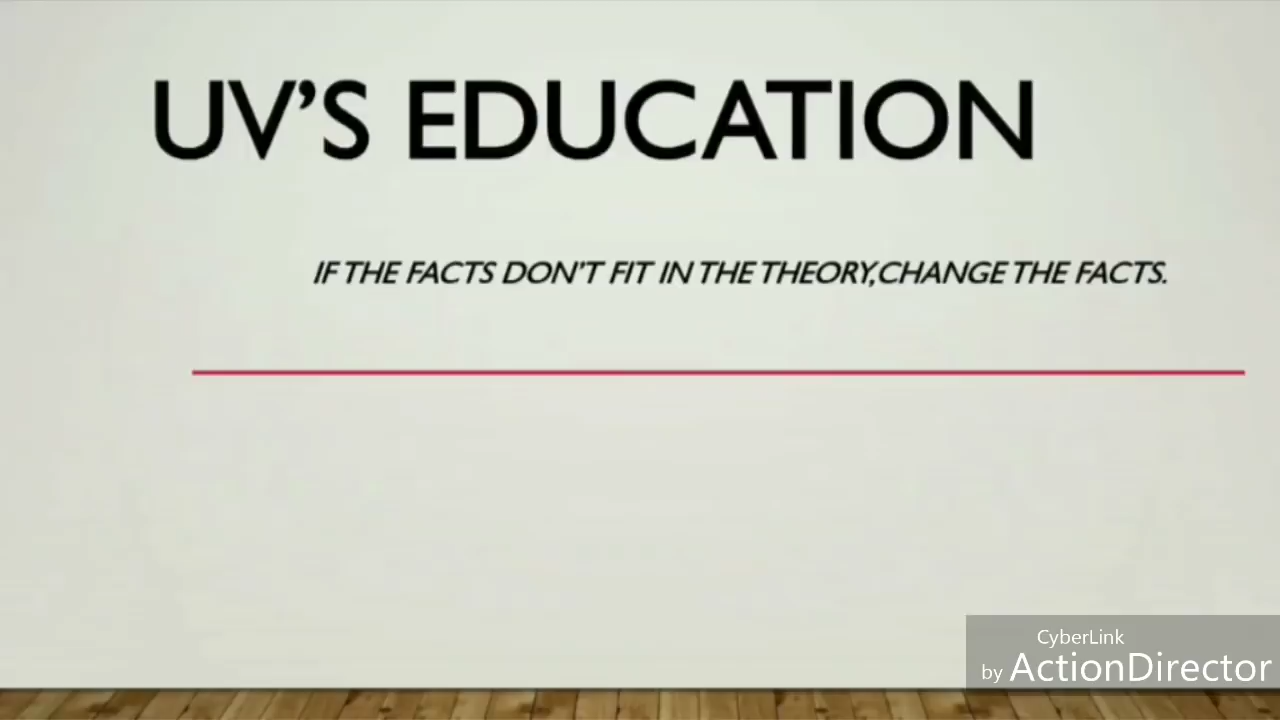 UV’S EDUCATION
IF THE FACTS DON’T FIT IN THE THEORY,CHANGE THE FACTS.
CyberLink
by ActionDirector